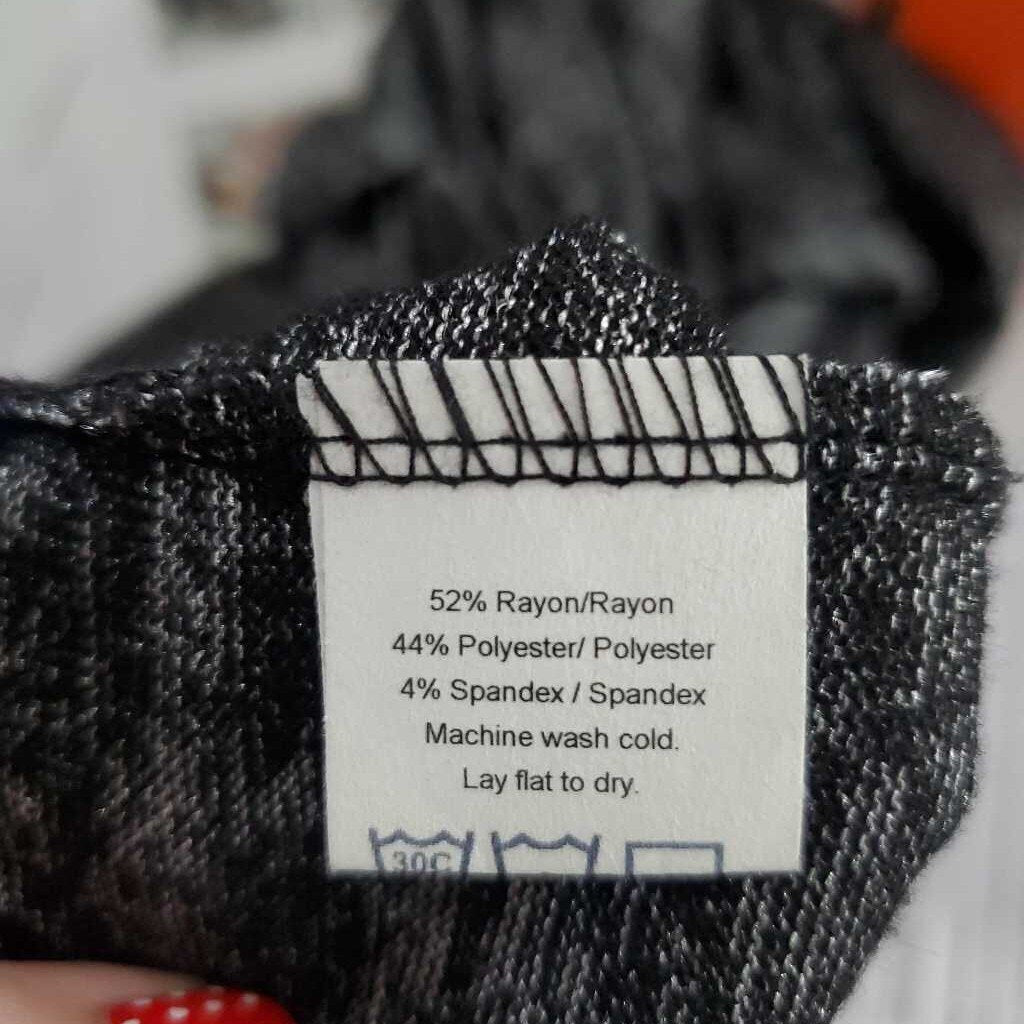 52% Rayon/Rayon
44% Polyester/ Polyester
4% Spandex / Spandex
Machine wash cold.
Lay flat to dry.
30C